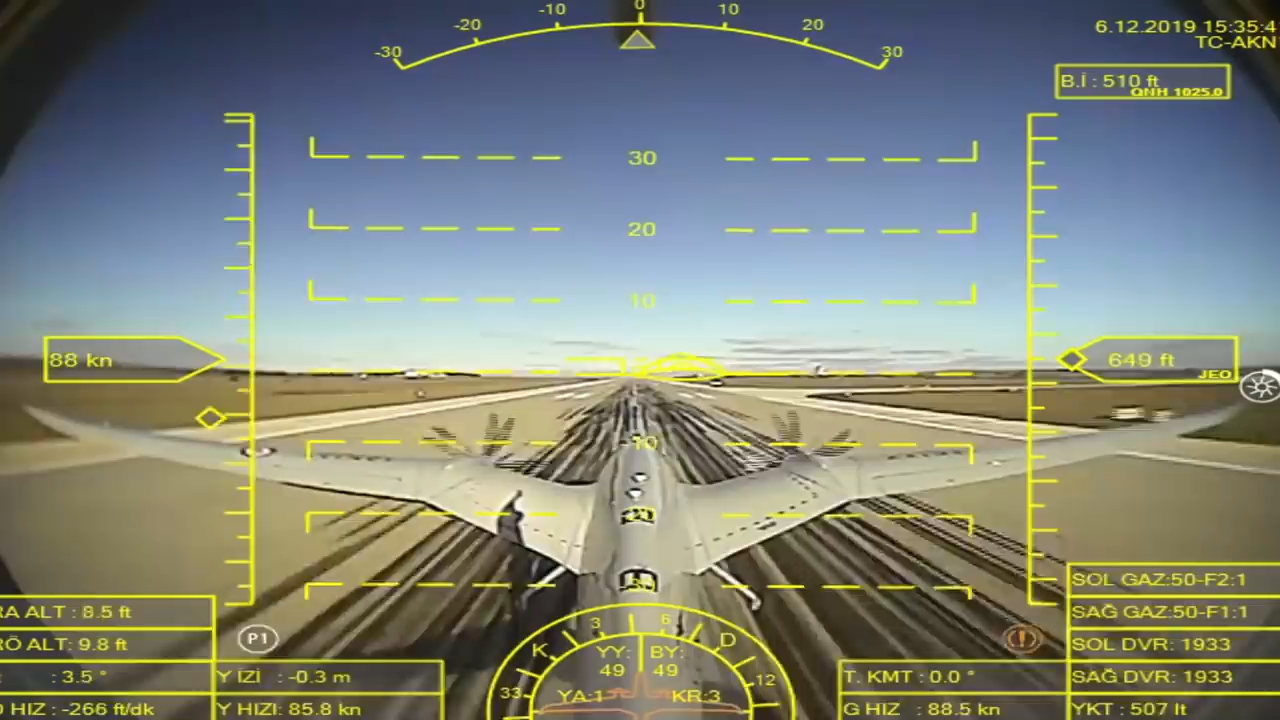 -30 -20 -10 0 10 20 30
6.12.2019 15:35:4
TC-AKN
B.İ : 510 ft
QNH 1025.0
30
20
10
88 kn
649 ft
JEO
-10
SOL GAZ:50-F2:1
RA ALT : 8.5 ft
SAĞ GAZ:50-F1:1
RÖ ALT: 9.8 ft
P1
SOL DVR: 1933
: 3.5 °
Y İZİ : -0.3 m
T. KMT : 0.0 °
SAĞ DVR: 1933
HIZ : -266 ft/dk
Y HIZI: 85.8 kn
G HIZ : 88.5 kn
YKT : 507 lt
33 K 3 6 D 12
YY: 49
BY: 49
YA:1
KR:3